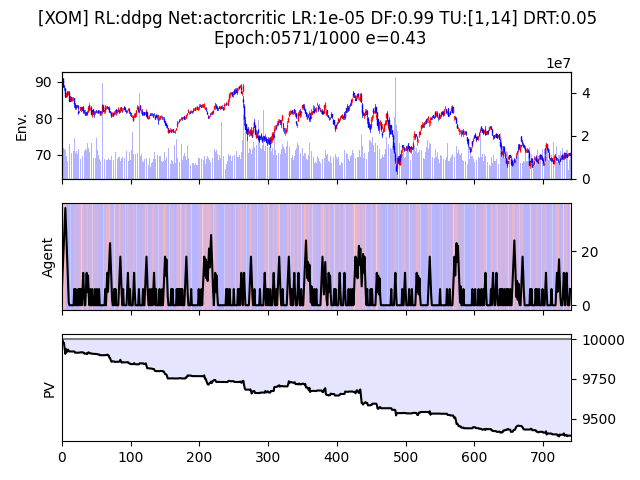 [XOM] RL:ddpg Net:actorcritic LR:1e-05 DF:0.99 TU:[1,14] DRT:0.05
Epoch:0571/1000 e=0.43
1e7
Env.
90
80
70
4
2
0
Agent
20
0
PV
10000
9750
9500
0 100 200 300 400 500 600 700